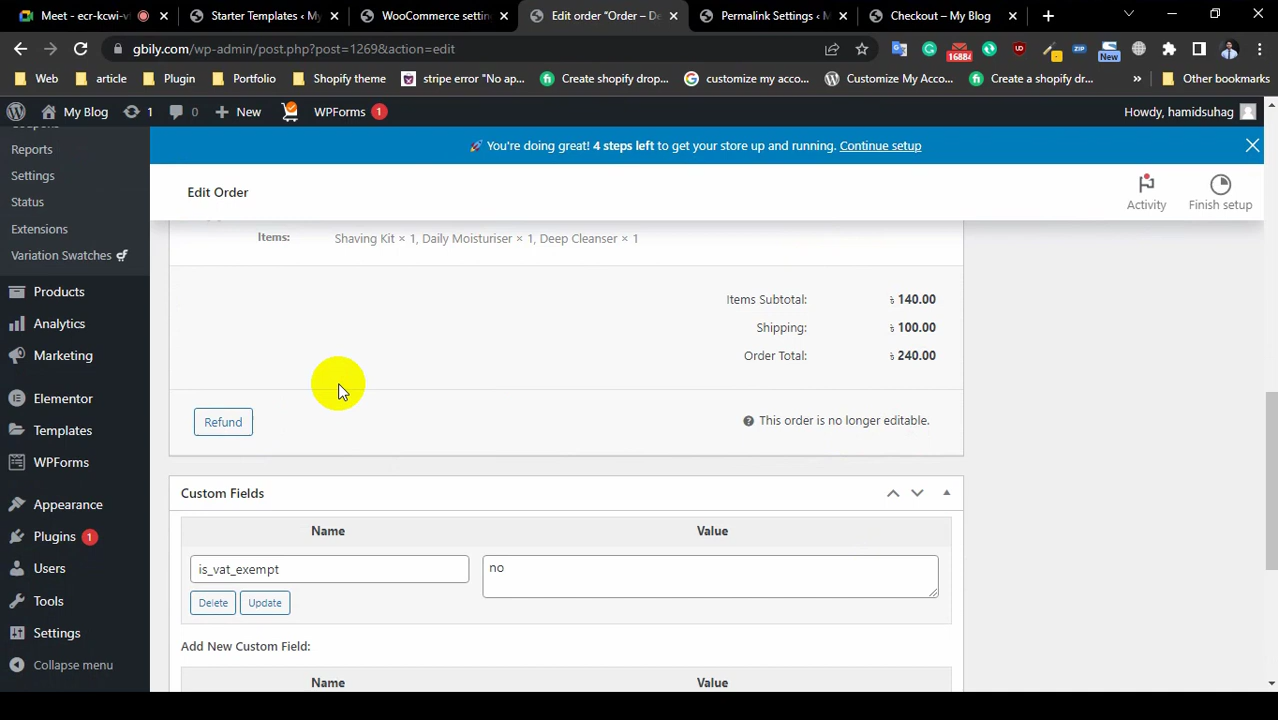 Meet - ecr-kcwi-v
Starter Templates ‹ M
WooCommerce settin
Edit order "Order – De
Permalink Settings ‹ M
Checkout – My Blog
gbily.com/wp-admin/post.php?post=1269&action=edit
16884
ZIP
New
Web
article
Plugin
Portfolio
Shopify theme
stripe error "No ap...
Create shopify drop...
customize my acco...
Customize My Acco...
Create a shopify dr...
»
Other bookmarks
My Blog
1
0
New
WPForms
1
Howdy, hamidsuhag
Coupons
Reports
Settings
Status
Extensions
Variation Swatches
Products
Analytics
Marketing
Elementor
Templates
WPForms
Appearance
Plugins
1
Users
Tools
Settings
Collapse menu
🚀 You're doing great! 4 steps left to get your store up and running. Continue setup
Edit Order
Activity
Finish setup
Items:
Shaving Kit × 1, Daily Moisturiser × 1, Deep Cleanser × 1
Items Subtotal: ৳ 140.00
Shipping: ৳ 100.00
Order Total: ৳ 240.00
Refund
This order is no longer editable.
Custom Fields
Name
Value
is_vat_exempt
no
Delete
Update
Add New Custom Field:
Name
Value